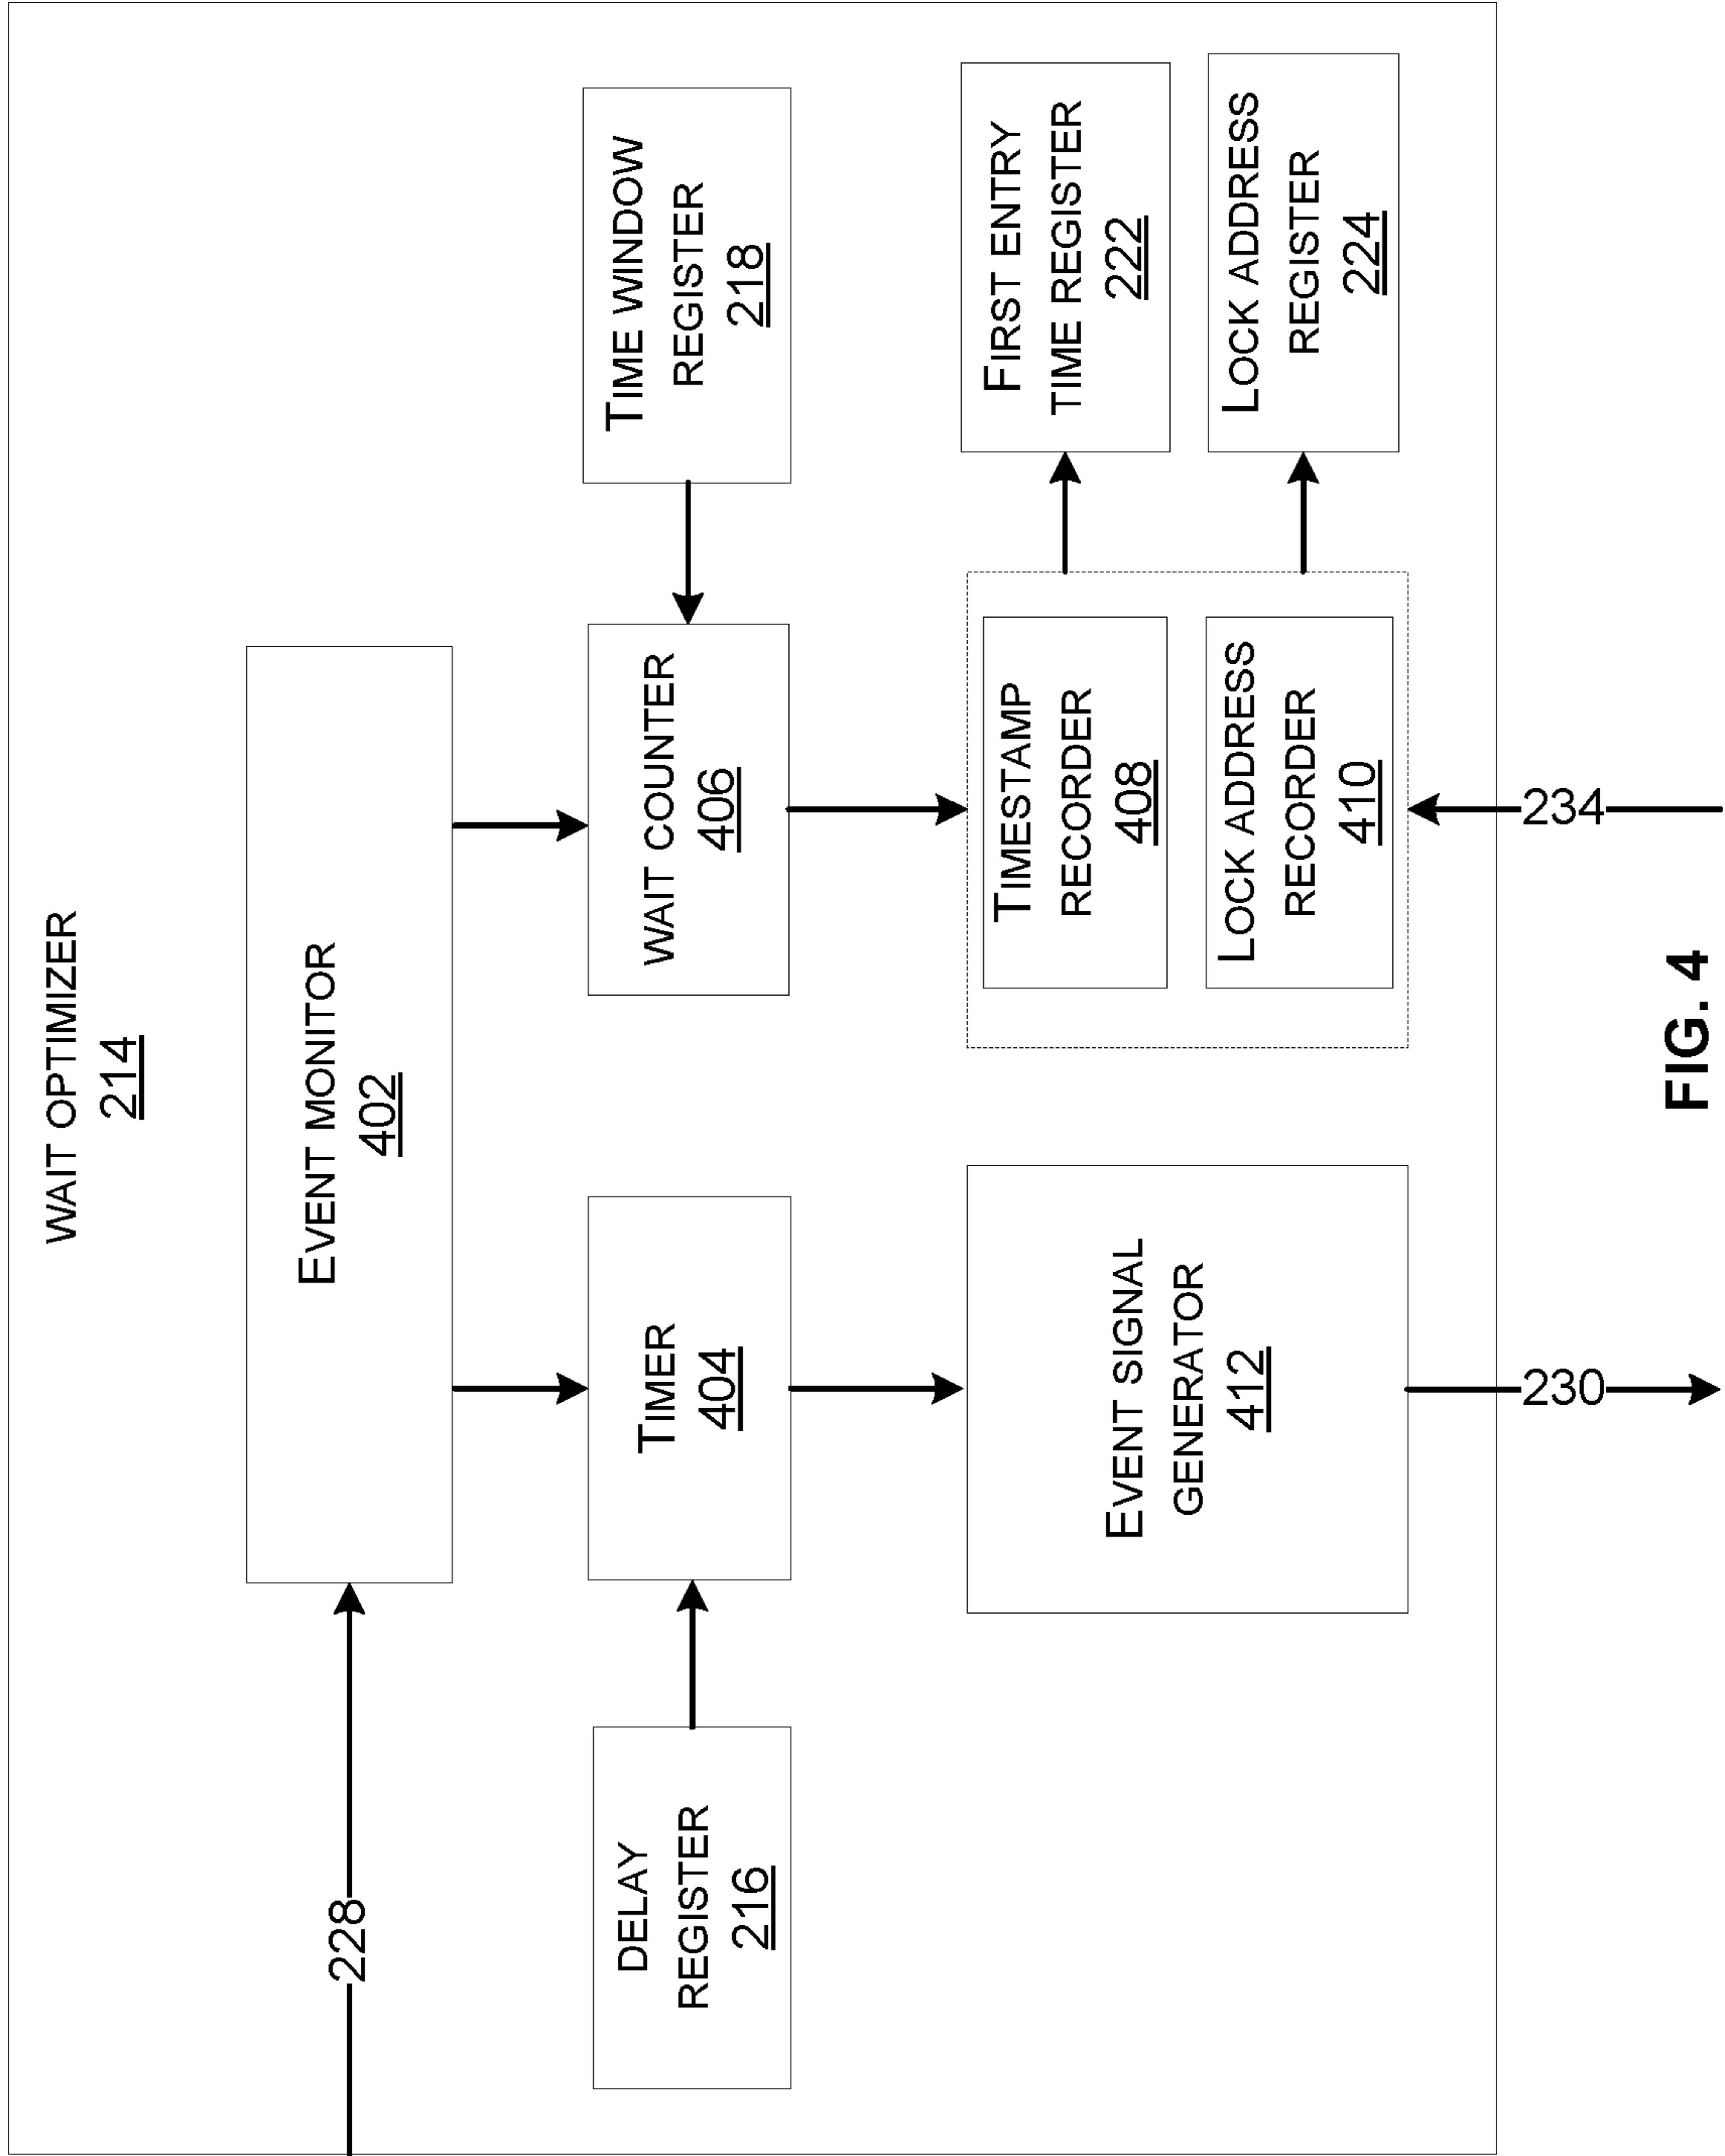 WAIT OPTIMIZER
214
228
EVENT MONITOR
402
DELAY
REGISTER
216
TIMER
404
WAIT COUNTER
406
TIME WINDOW
REGISTER
218
EVENT SIGNAL
GENERATOR
412
TIMESTAMP
RECORDER
408
LOCK ADDRESS
RECORDER
410
FIRST ENTRY
TIME REGISTER
222
LOCK ADDRESS
REGISTER
224
230
234
FIG. 4